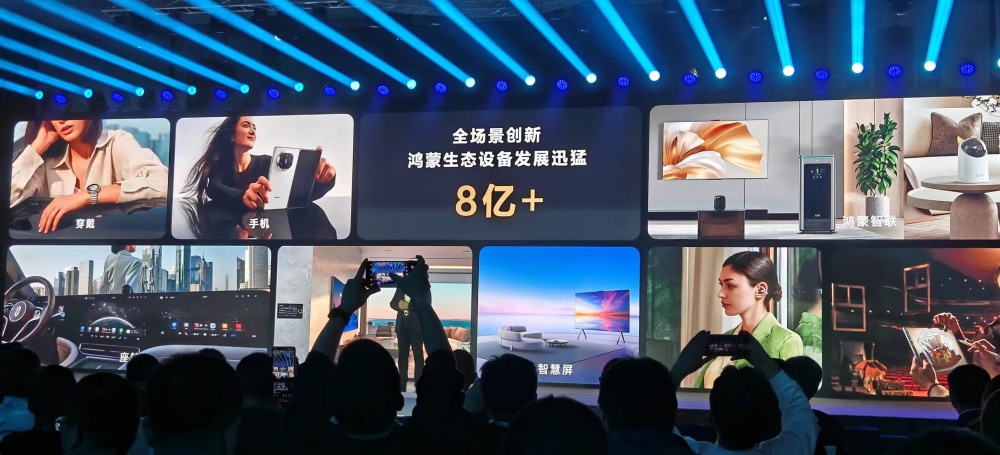 全场景创新
鸿蒙生态设备发展迅猛
8亿+
穿戴
手机
鸿蒙智联
座
智慧屏